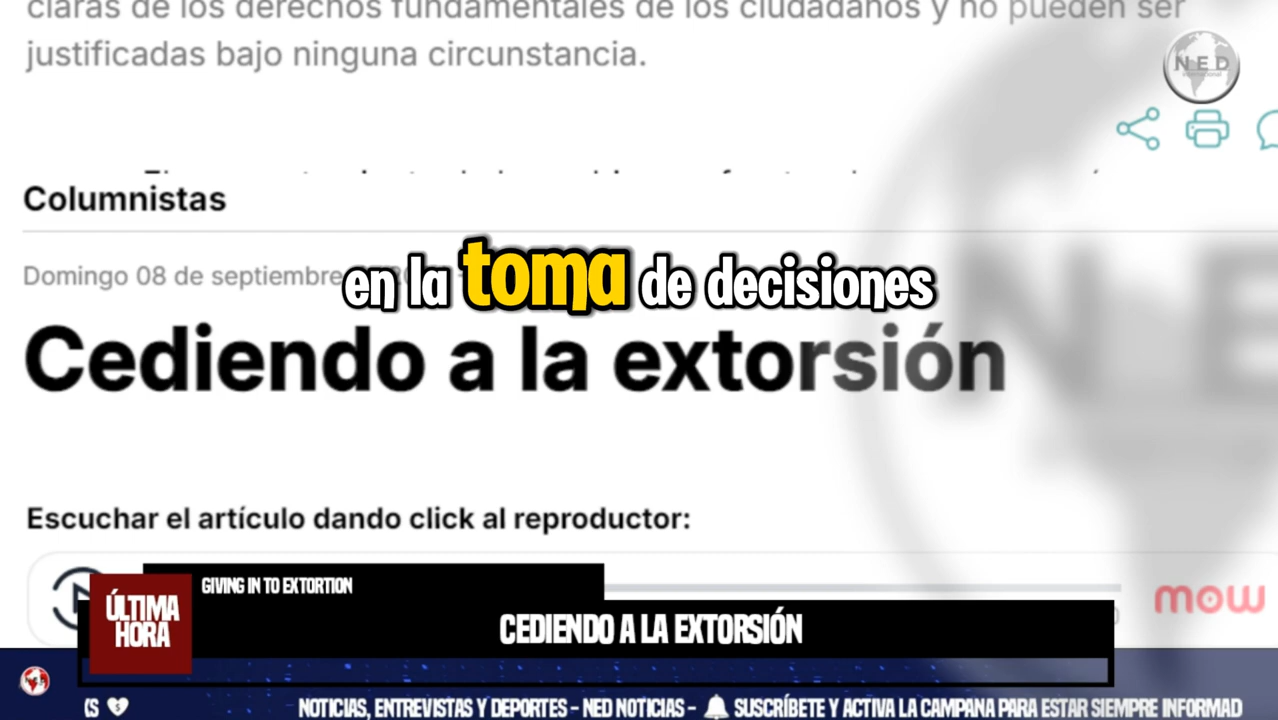 claras de los derechos fundamentales de los ciudadanos y no pueden ser
justificadas bajo ninguna circunstancia.
NED
internacional
Columnistas
Domingo 08 de septiembre
en la toma de decisiones
Cediendo a la extorsión
NE
Escuchar el artículo dando click al reproductor:
mow
GIVING IN TO EXTORTION
ÚLTIMA
HORA
CEDIENDO A LA EXTORSIÓN
CS
NOTICIAS, ENTREVISTAS Y DEPORTES - NED NOTICIAS - SUSCRÍBETE Y ACTIVA LA CAMPANA PARA ESTAR SIEMPRE INFORMAD